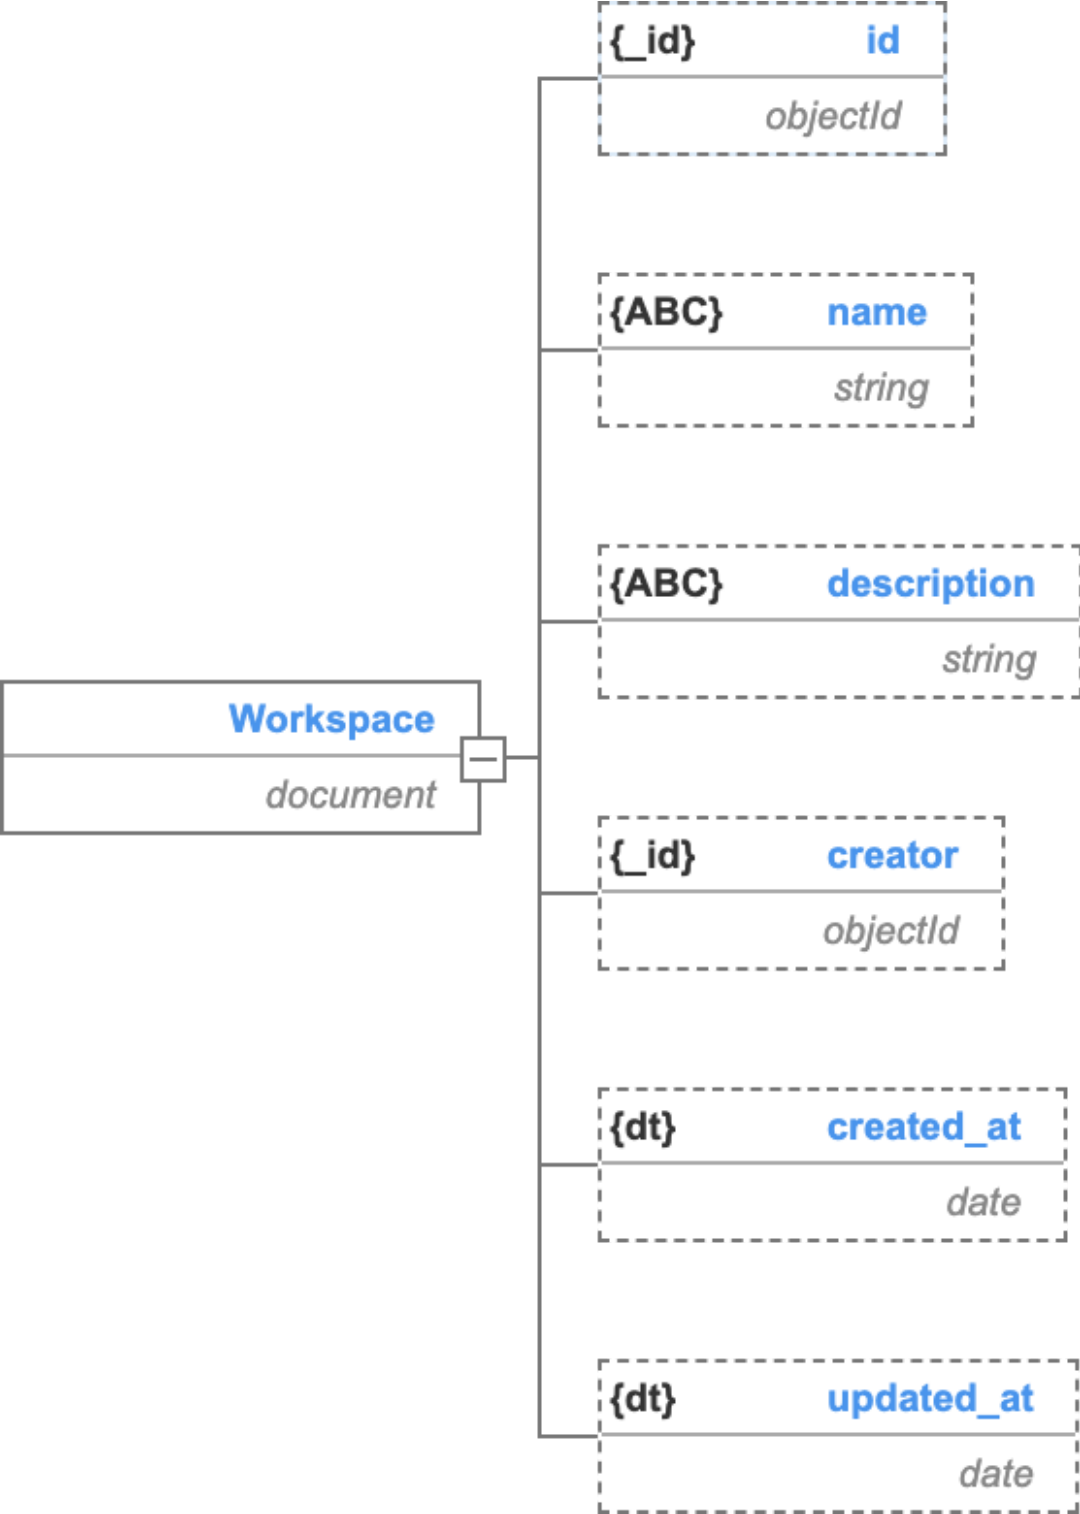 {_id} id
objectId
{ABC} name
string
{ABC} description
string
Workspace
document
{_id} creator
objectId
{dt} created_at
date
{dt} updated_at
date